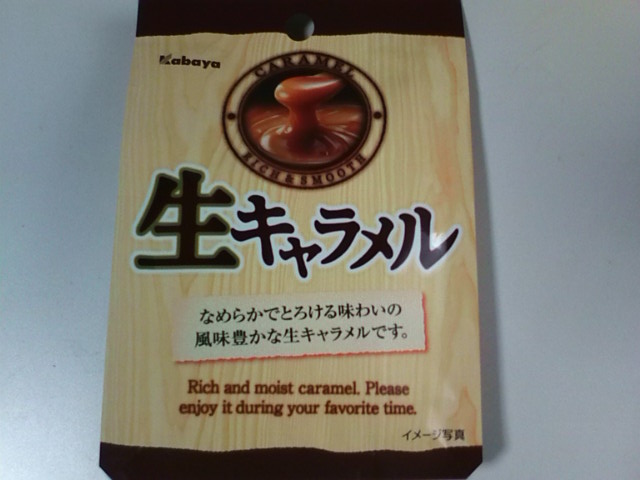 Kabaya
CARAMEL
RICH & SMOOTH
生キャラメル
なめらかでとろける味わいの
風味豊かな生キャラメルです。
Rich and moist caramel. Please
enjoy it during your favorite time.
イメージ写真